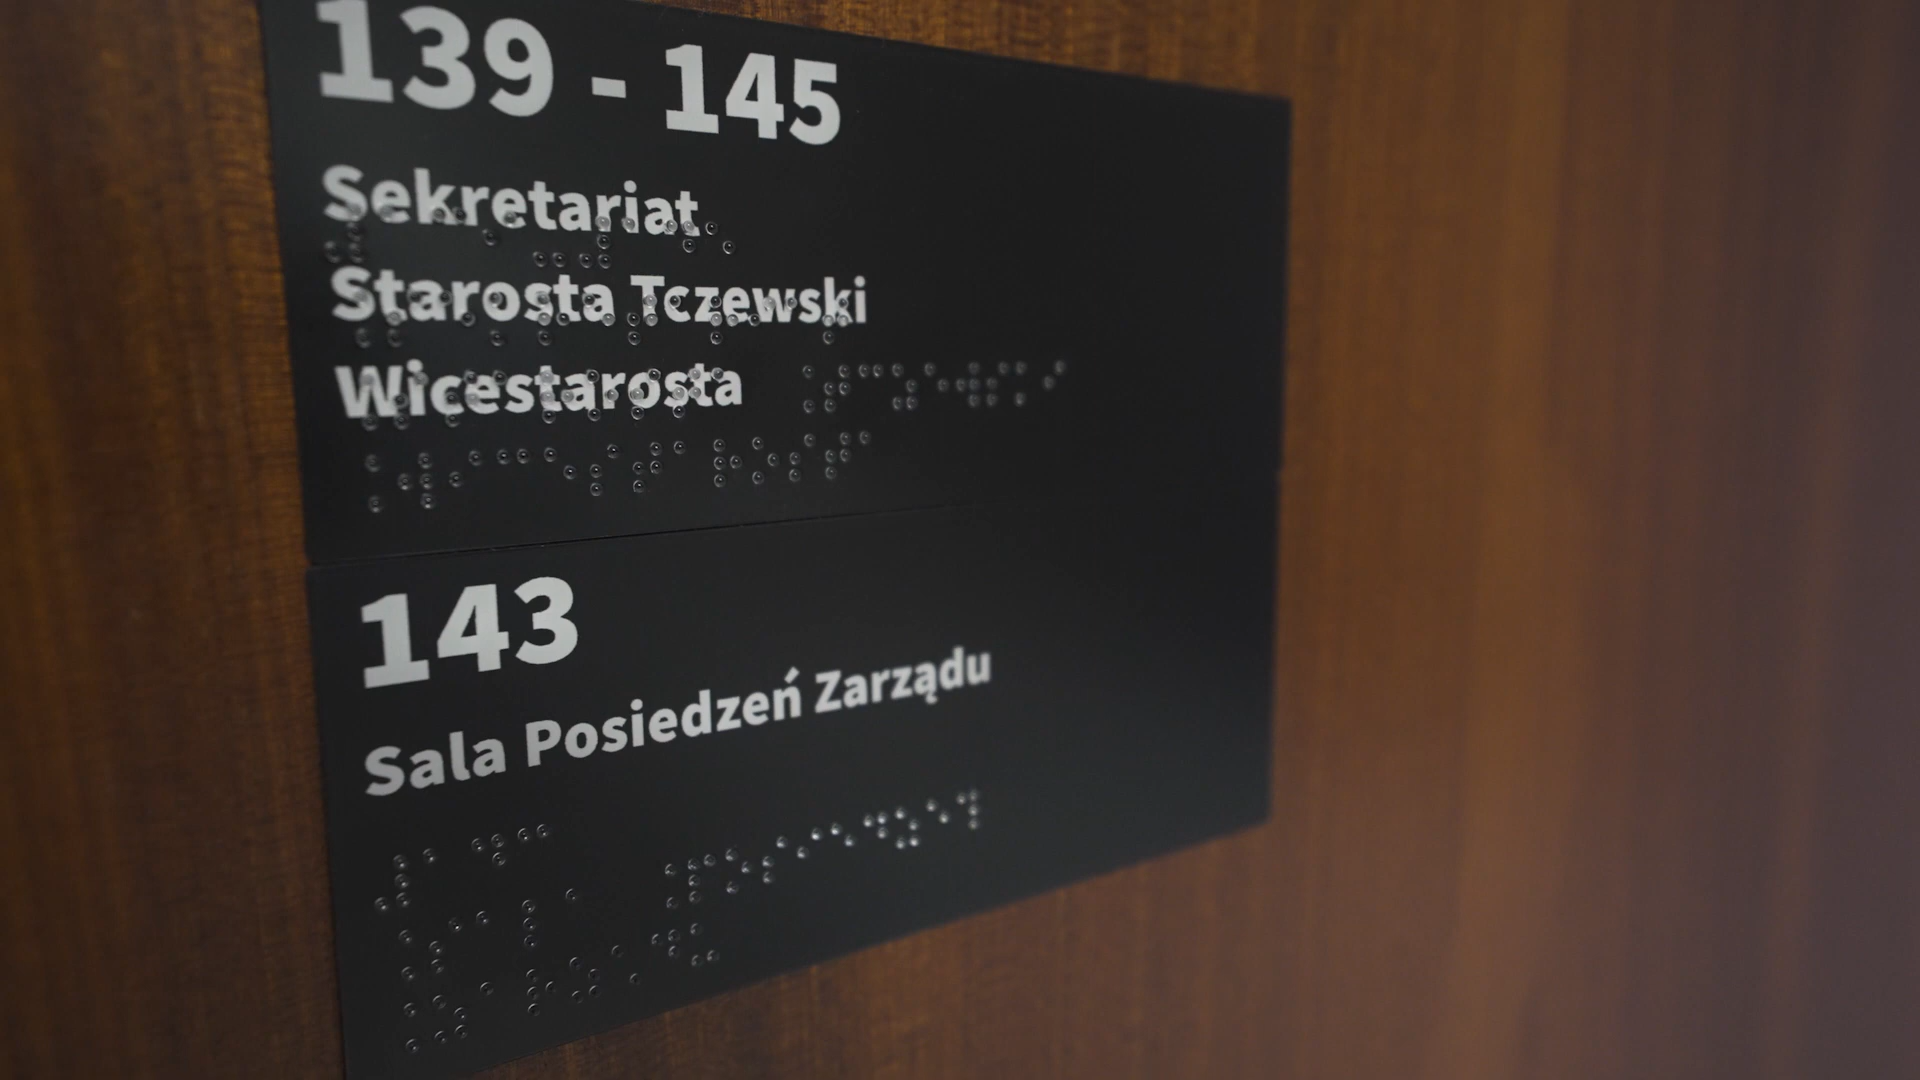 139 - 145
Sekretariat
Starosta Tczewski
Wicestarosta
143
Sala Posiedzeń Zarządu